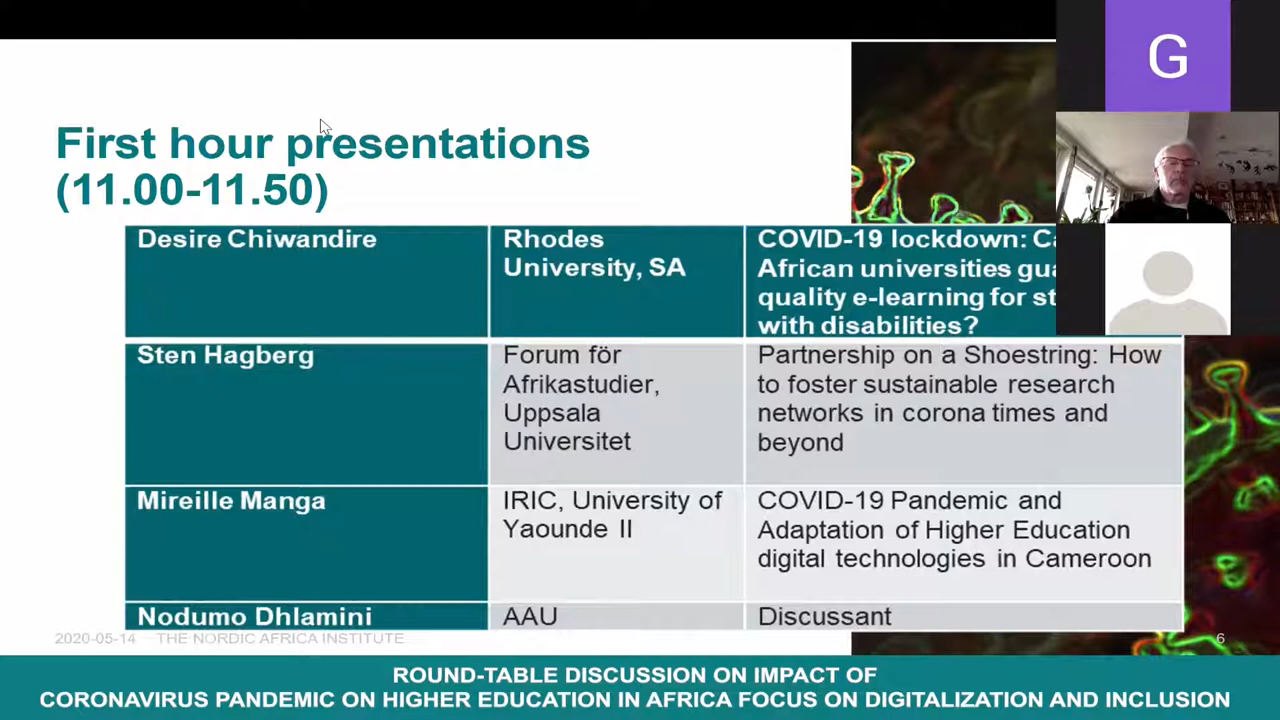 G
First hour presentations
(11.00-11.50)
Desire Chiwandire
Rhodes
University, SA
COVID-19 lockdown:
African universities
quality e-learning for
with disabilities?
Sten Hagberg
Forum för
Afrikastudier,
Uppsala
Universitet
Partnership on a Shoestring: How
to foster sustainable research
networks in corona times and
beyond
Mireille Manga
IRIC, University of
Yaounde II
COVID-19 Pandemic and
Adaptation of Higher Education
digital technologies in Cameroon
Nodumo Dhlamini
AAU
Discussant
2020-05-14 THE NORDIC AFRICA INSTITUTE
6
ROUND-TABLE DISCUSSION ON IMPACT OF
CORONAVIRUS PANDEMIC ON HIGHER EDUCATION IN AFRICA FOCUS ON DIGITALIZATION AND INCLUSION